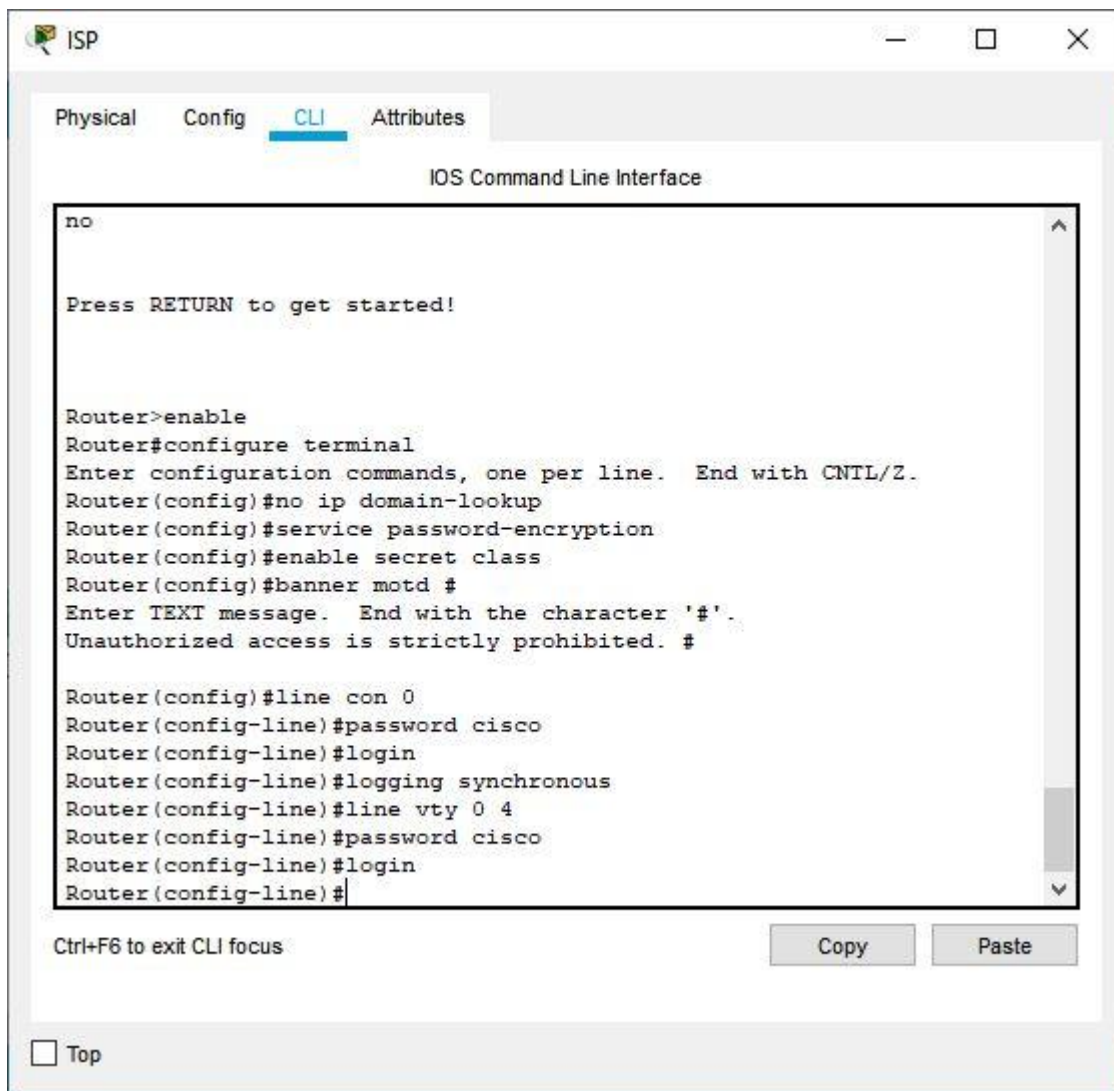 ISP
Physical Config CLI Attributes
IOS Command Line Interface
no
Press RETURN to get started!
Router>enable
Router#configure terminal
Enter configuration commands, one per line.  End with CNTL/Z.
Router(config)#no ip domain-lookup
Router(config)#service password-encryption
Router(config)#enable secret class
Router(config)#banner motd #
Enter TEXT message.  End with the character '#'.
Unauthorized access is strictly prohibited. #
Router(config)#line con 0
Router(config-line)#password cisco
Router(config-line)#login
Router(config-line)#logging synchronous
Router(config-line)#line vty 0 4
Router(config-line)#password cisco
Router(config-line)#login
Router(config-line)#
Ctrl+F6 to exit CLI focus Copy Paste
Top